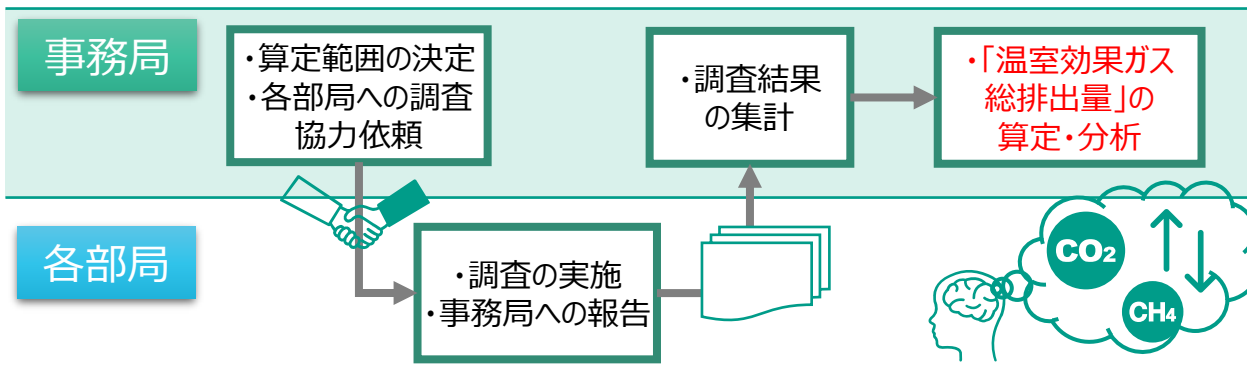 事務局
・算定範囲の決定
・各部局への調査
協力依頼
・調査結果
の集計
・「温室効果ガス
総排出量」の
算定・分析
各部局
・調査の実施
・事務局への報告
CO₂
CH₄